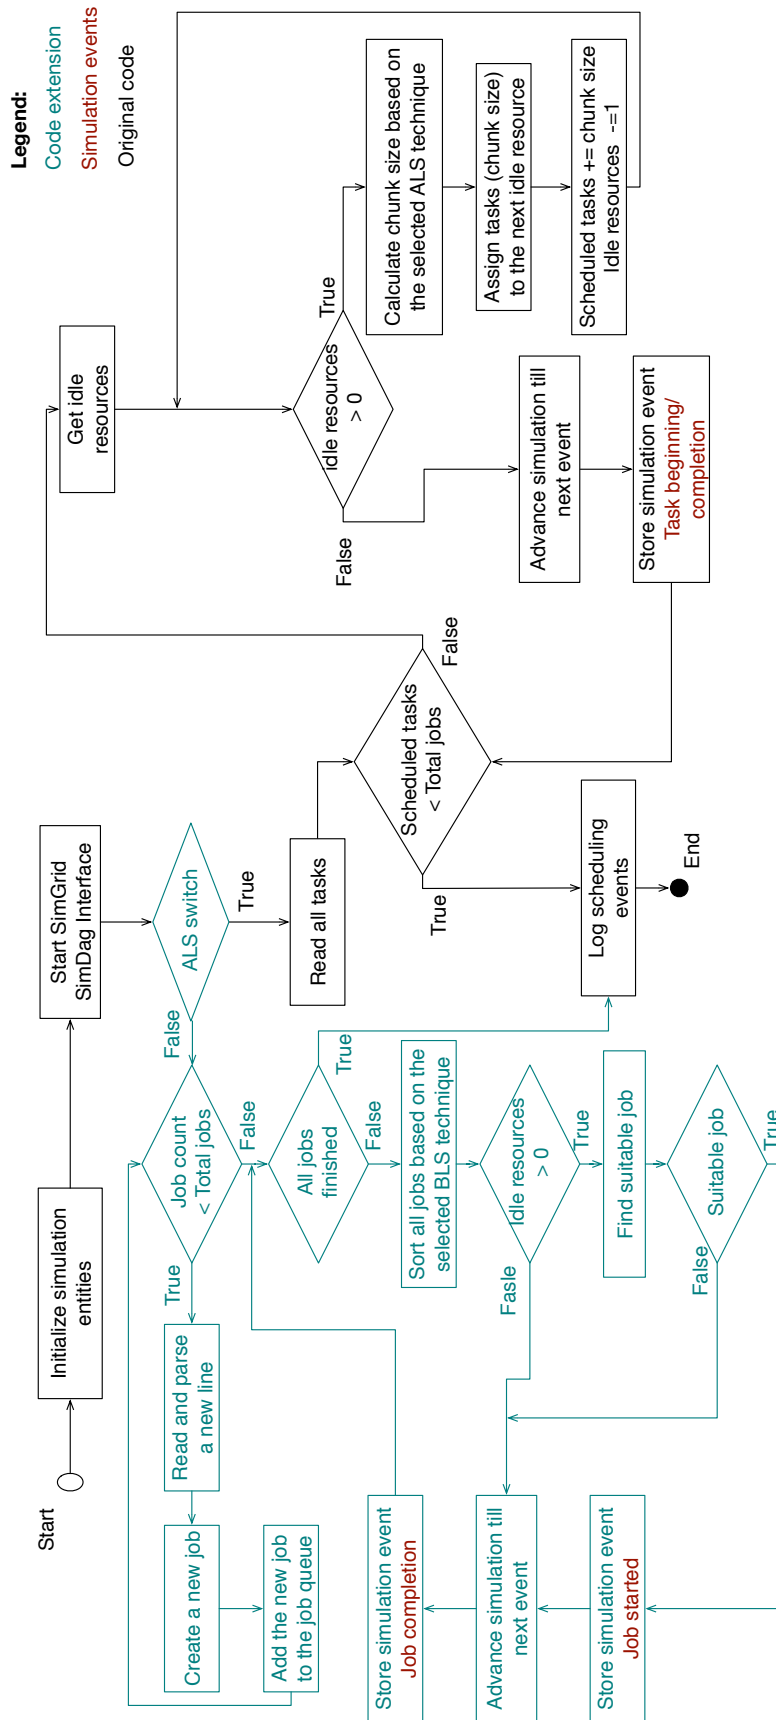 Legend:
Code extension
Simulation events
Original code
Start
Initialize simulation
entities
Start SimGrid
SimDag Interface
ALS switch
False
True
Job count
< Total jobs
True
False
Read and parse
a new line
Create a new job
Add the new job
to the job queue
All jobs
finished
True
False
Sort all jobs based on the
selected BLS technique
Idle resources
> 0
Fasle
True
Find suitable job
Suitable job
False
True
Store simulation event
Job started
Advance simulation till
next event
Store simulation event
Job completion
Read all tasks
Scheduled tasks
< Total jobs
True
False
Log scheduling
events
End
Get idle
resources
idle resources
> 0
True
False
Calculate chunk size based on
the selected ALS technique
Assign tasks (chunk size)
to the next idle resource
Scheduled tasks += chunk size
Idle resources -=1
Advance simulation till
next event
Store simulation event
Task beginning/
completion